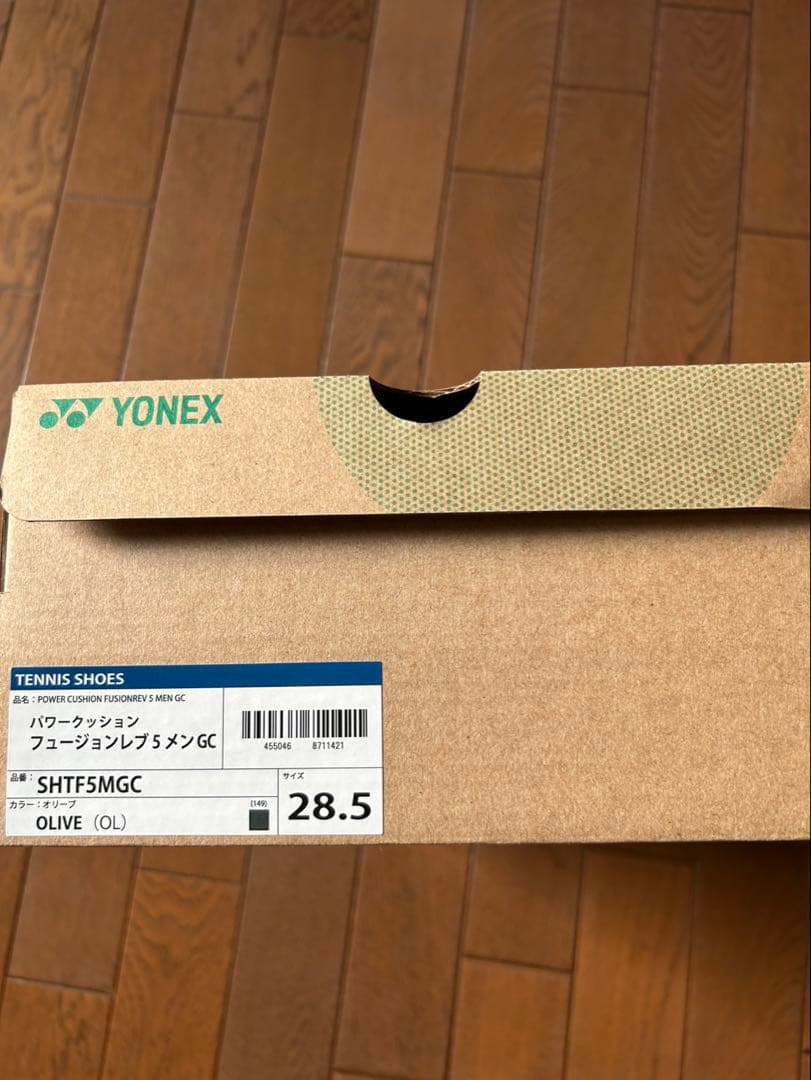 YONEX
TENNIS SHOES
品名：POWER CUSHION FUSIONREV 5 MEN GC
パワークッション
フュージョンレブ 5 メン GC
455046 8711421
品番：
SHTF5MGC
サイズ
28.5
カラー：オリーブ
(149)
OLIVE（OL）